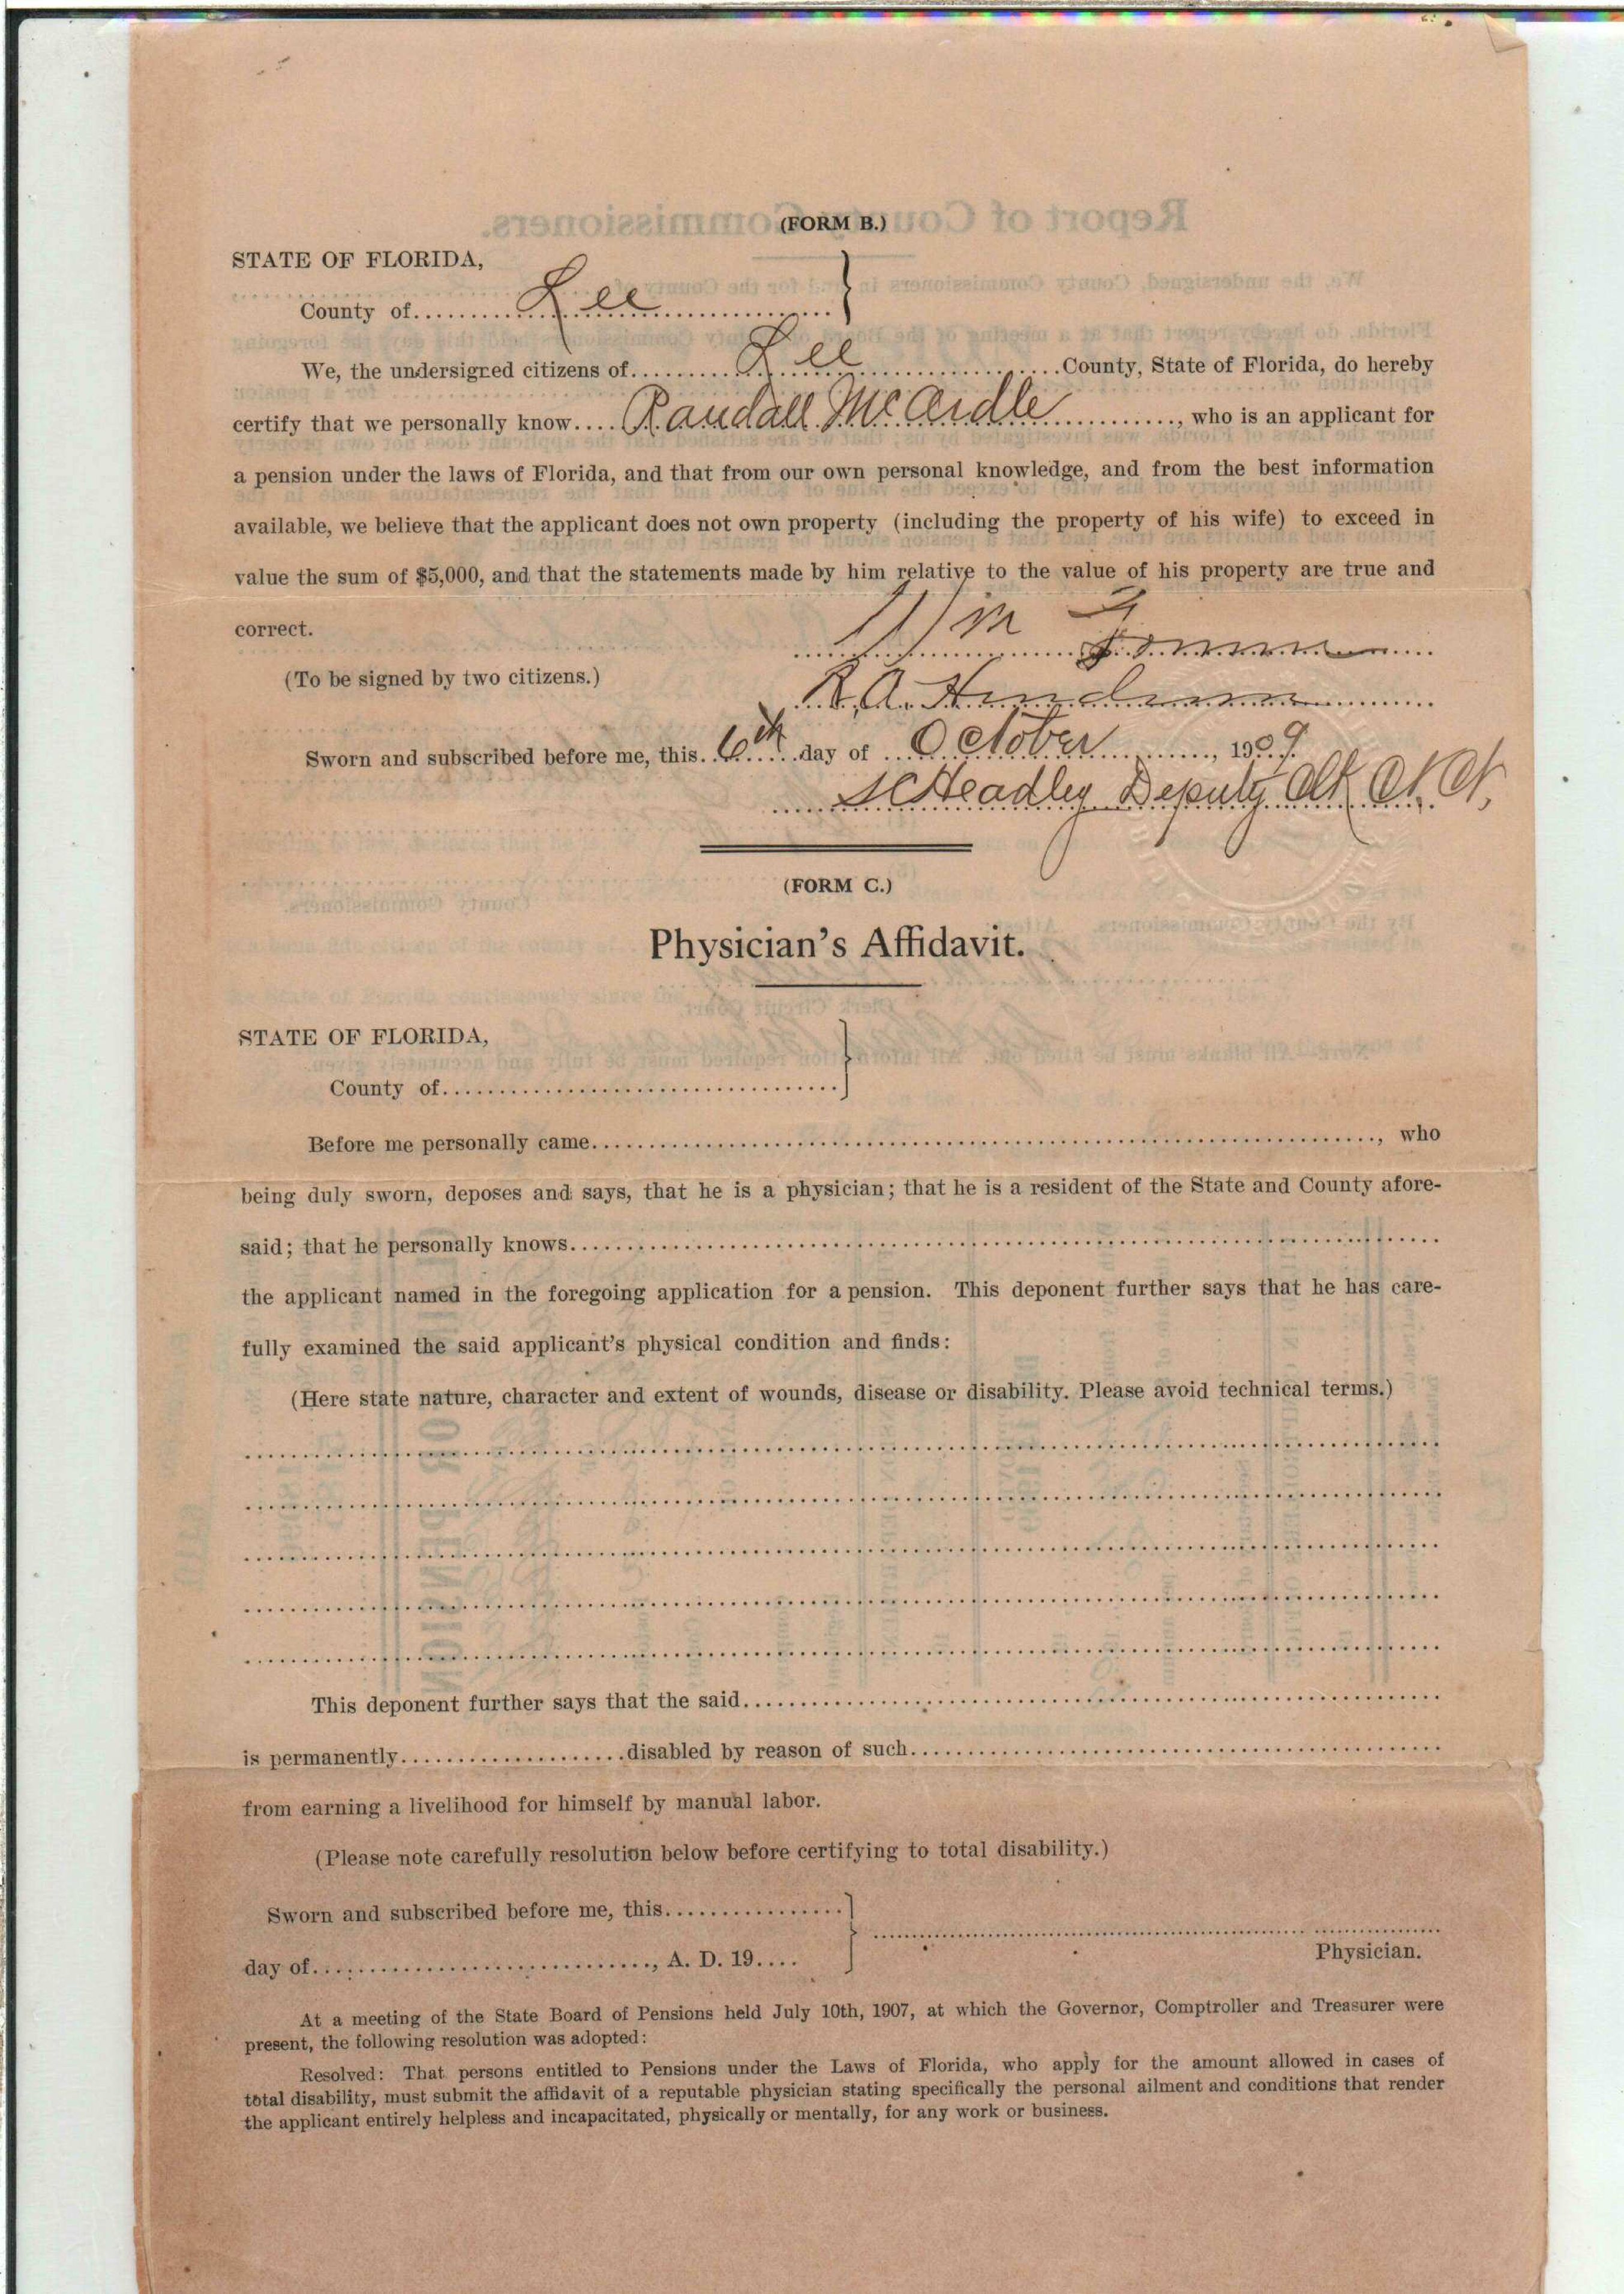 (FORM B.)
STATE OF FLORIDA,
County of........Lee..................
We, the undersigned citizens of..........Lee....................County, State of Florida, do hereby
certify that we personally know....Randall McArdle............, who is an applicant for
a pension under the laws of Florida, and that from our own personal knowledge, and from the best information
available, we believe that the applicant does not own property (including the property of his wife) to exceed in
value the sum of $5,000, and that the statements made by him relative to the value of his property are true and
correct.
Wm F
(To be signed by two citizens.)
R.A. Henderson
Sworn and subscribed before me, this..6th...day of ...October........., 1909.
Headley Deputy Clk
(FORM C.)
Physician's Affidavit.
STATE OF FLORIDA,
County of....................................
Before me personally came......................................................................, who
being duly sworn, deposes and says, that he is a physician; that he is a resident of the State and County afore-
said; that he personally knows..............................................................................
the applicant named in the foregoing application for a pension. This deponent further says that he has care-
fully examined the said applicant's physical condition and finds:
(Here state nature, character and extent of wounds, disease or disability. Please avoid technical terms.)
This deponent further says that the said..............................................................
is permanently....................disabled by reason of such...............................................
from earning a livelihood for himself by manual labor.
(Please note carefully resolution below before certifying to total disability.)
Sworn and subscribed before me, this................
day of.............................., A. D. 19....
Physician.
At a meeting of the State Board of Pensions held July 10th, 1907, at which the Governor, Comptroller and Treasurer were
present, the following resolution was adopted:
Resolved: That persons entitled to Pensions under the Laws of Florida, who apply for the amount allowed in cases of
total disability, must submit the affidavit of a reputable physician stating specifically the personal ailment and conditions that render
the applicant entirely helpless and incapacitated, physically or mentally, for any work or business.